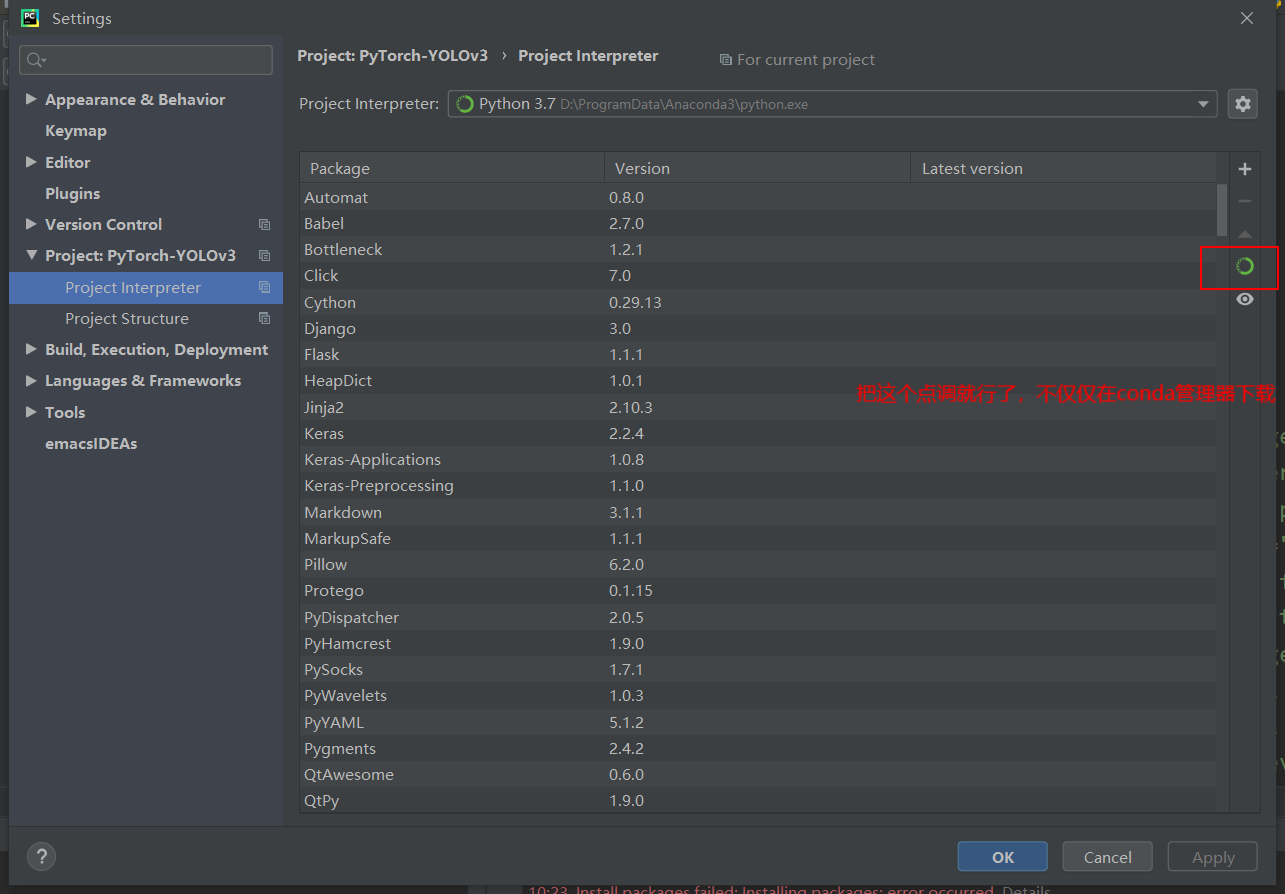 PC
Settings
Project: PyTorch-YOLOv3 › Project Interpreter
For current project
Appearance & Behavior
Keymap
Editor
Plugins
Version Control
Project: PyTorch-YOLOv3
Project Interpreter
Project Structure
Build, Execution, Deployment
Languages & Frameworks
Tools
emacsIDEAs
Project Interpreter: Python 3.7 D:\ProgramData\Anaconda3\python.exe
Package Version Latest version
Automat 0.8.0
Babel 2.7.0
Bottleneck 1.2.1
Click 7.0
Cython 0.29.13
Django 3.0
Flask 1.1.1
HeapDict 1.0.1
Jinja2 2.10.3
Keras 2.2.4
Keras-Applications 1.0.8
Keras-Preprocessing 1.1.0
Markdown 3.1.1
MarkupSafe 1.1.1
Pillow 6.2.0
Protego 0.1.15
PyDispatcher 2.0.5
PyHamcrest 1.9.0
PySocks 1.7.1
PyWavelets 1.0.3
PyYAML 5.1.2
Pygments 2.4.2
QtAwesome 0.6.0
QtPy 1.9.0
把这个点调就行了，不仅仅在conda管理器下载
?
OK
Cancel
Apply
10:23 Install packages failed: Installing packages: error occurred. Details